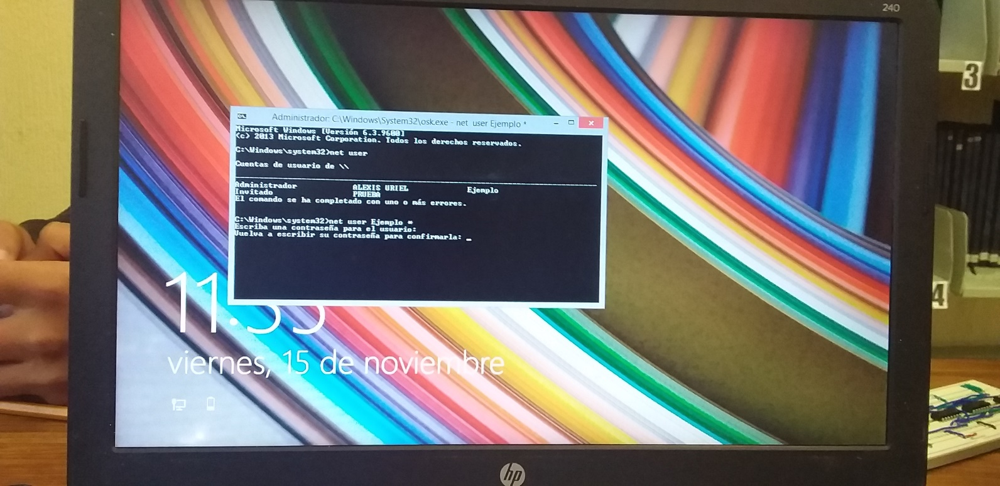 240
3
Administrador: C:\Windows\System32\osk.exe - net user Ejemplo *
Microsoft Windows [Versión 6.3.9600]
(c) 2013 Microsoft Corporation. Todos los derechos reservados.
C:\Windows\system32>net user
Cuentas de usuario de \\
Administrador ALEXIS URIEL Ejemplo
Invitado PRUEBA
El comando se ha completado con uno o más errores.
C:\Windows\system32>net user Ejemplo *
Escriba una contraseña para el usuario:
Vuelva a escribir su contraseña para confirmarla:
4
viernes, 15 de noviembre
hp